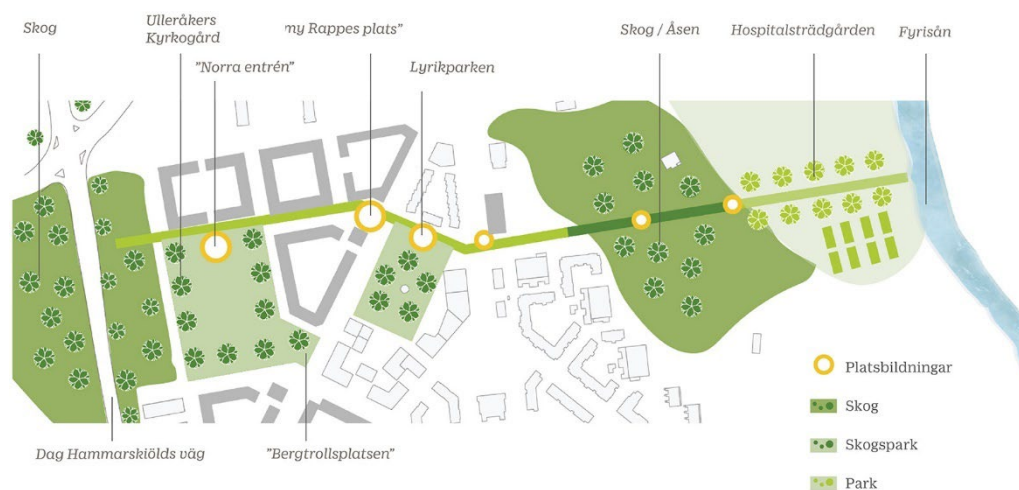 Skog
Ulleråkers
Kyrkogård
"Norra entrén"
my Rappes plats"
Lyrikparken
Skog / Åsen
Hospitalsträdgården
Fyrisån
Dag Hammarskiölds väg
"Bergtrollsplatsen"
Platsbildningar
Skog
Skogspark
Park